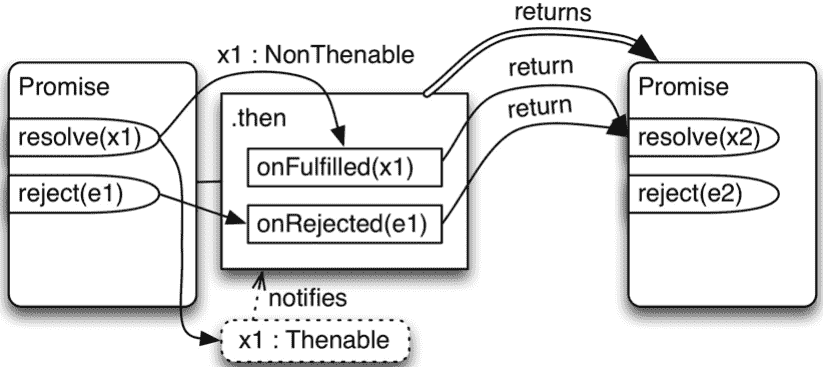 returns
x1 : NonThenable
return
Promise
Promise
return
.then
resolve(x1)
resolve(x2)
onFulfilled(x1)
reject(e1)
reject(e2)
onRejected(e1)
notifies
x1 : Thenable